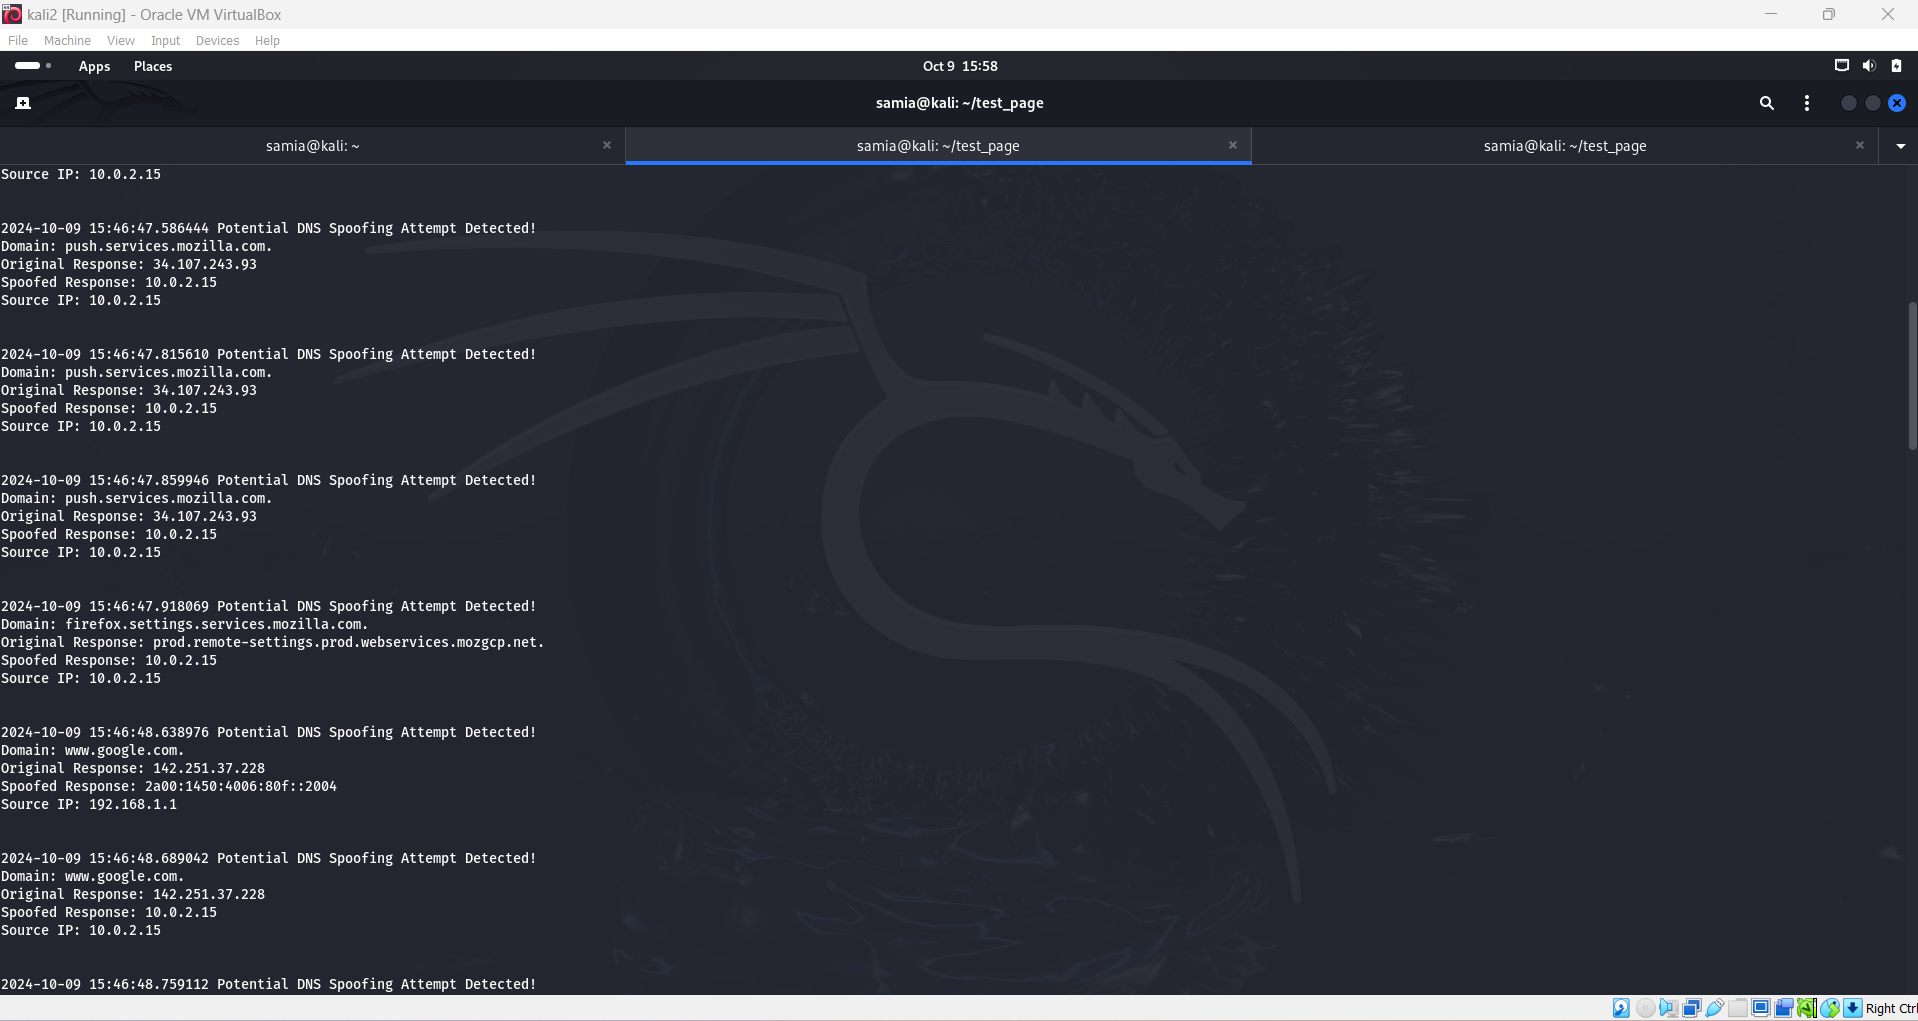 kali2 [Running] - Oracle VM VirtualBox
File Machine View Input Devices Help
Apps Places Oct 9 15:58
samia@kali: ~/test_page
samia@kali: ~ × samia@kali: ~/test_page × samia@kali: ~/test_page ×
Source IP: 10.0.2.15
2024-10-09 15:46:47.586444 Potential DNS Spoofing Attempt Detected!
Domain: push.services.mozilla.com.
Original Response: 34.107.243.93
Spoofed Response: 10.0.2.15
Source IP: 10.0.2.15
2024-10-09 15:46:47.815610 Potential DNS Spoofing Attempt Detected!
Domain: push.services.mozilla.com.
Original Response: 34.107.243.93
Spoofed Response: 10.0.2.15
Source IP: 10.0.2.15
2024-10-09 15:46:47.859946 Potential DNS Spoofing Attempt Detected!
Domain: push.services.mozilla.com.
Original Response: 34.107.243.93
Spoofed Response: 10.0.2.15
Source IP: 10.0.2.15
2024-10-09 15:46:47.918069 Potential DNS Spoofing Attempt Detected!
Domain: firefox.settings.services.mozilla.com.
Original Response: prod.remote-settings.prod.webservices.mozgcp.net.
Spoofed Response: 10.0.2.15
Source IP: 10.0.2.15
2024-10-09 15:46:48.638976 Potential DNS Spoofing Attempt Detected!
Domain: www.google.com.
Original Response: 142.251.37.228
Spoofed Response: 2a00:1450:4006:80f::2004
Source IP: 192.168.1.1
2024-10-09 15:46:48.689042 Potential DNS Spoofing Attempt Detected!
Domain: www.google.com.
Original Response: 142.251.37.228
Spoofed Response: 10.0.2.15
Source IP: 10.0.2.15
2024-10-09 15:46:48.759112 Potential DNS Spoofing Attempt Detected!
Right Ctrl